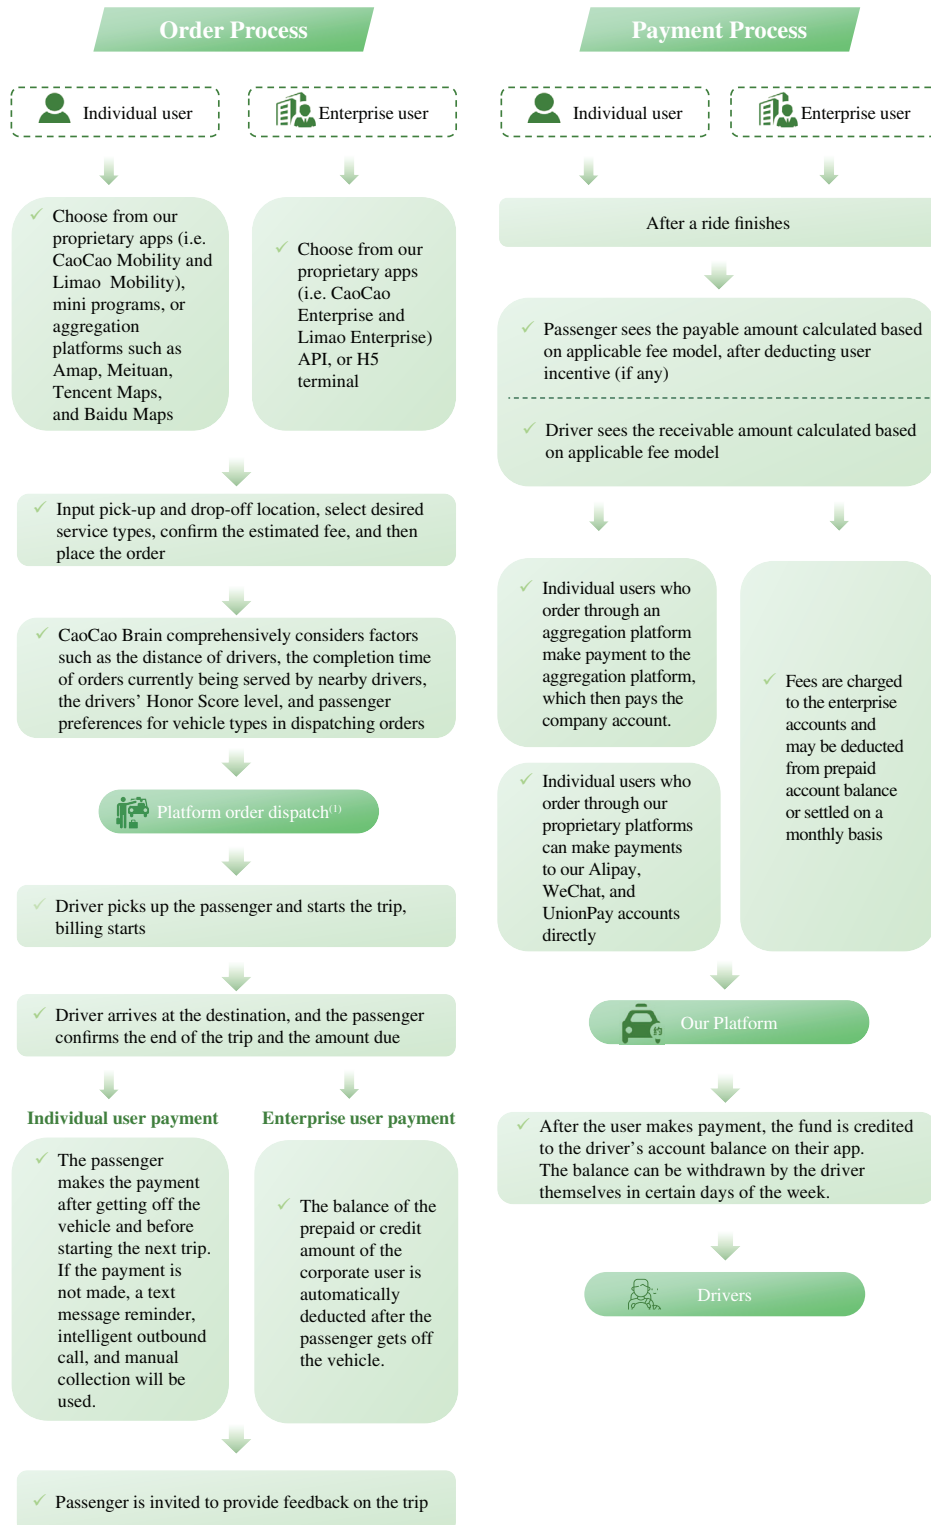 Order Process
Individual user
Enterprise user
Choose from our
proprietary apps (i.e.
CaoCao Mobility and
Limao Mobility),
mini programs, or
aggregation
platforms such as
Amap, Meituan,
Tencent Maps,
and Baidu Maps
Choose from our
proprietary apps
(i.e. CaoCao
Enterprise and
Limao Enterprise)
API, or H5
terminal
Input pick-up and drop-off location, select desired
service types, confirm the estimated fee, and then
place the order
CaoCao Brain comprehensively considers factors
such as the distance of drivers, the completion time
of orders currently being served by nearby drivers,
the drivers’ Honor Score level, and passenger
preferences for vehicle types in dispatching orders
Platform order dispatch(1)
Driver picks up the passenger and starts the trip,
billing starts
Driver arrives at the destination, and the passenger
confirms the end of the trip and the amount due
Individual user payment
The passenger
makes the payment
after getting off the
vehicle and before
starting the next trip.
If the payment is
not made, a text
message reminder,
intelligent outbound
call, and manual
collection will be
used.
Enterprise user payment
The balance of the
prepaid or credit
amount of the
corporate user is
automatically
deducted after the
passenger gets off
the vehicle.
Passenger is invited to provide feedback on the trip
Payment Process
Individual user
Enterprise user
After a ride finishes
Passenger sees the payable amount calculated based
on applicable fee model, after deducting user
incentive (if any)
Driver sees the receivable amount calculated based
on applicable fee model
Individual users who
order through an
aggregation platform
make payment to the
aggregation platform,
which then pays the
company account.
Individual users who
order through our
proprietary platforms
can make payments
to our Alipay,
WeChat, and
UnionPay accounts
directly
Fees are charged
to the enterprise
accounts and
may be deducted
from prepaid
account balance
or settled on a
monthly basis
Our Platform
After the user makes payment, the fund is credited
to the driver’s account balance on their app.
The balance can be withdrawn by the driver
themselves in certain days of the week.
Drivers